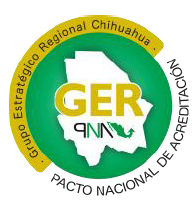 · Grupo Estratégico Regional Chihuahua ·
GER
PNA
PACTO NACIONAL DE ACREDITACIÓN